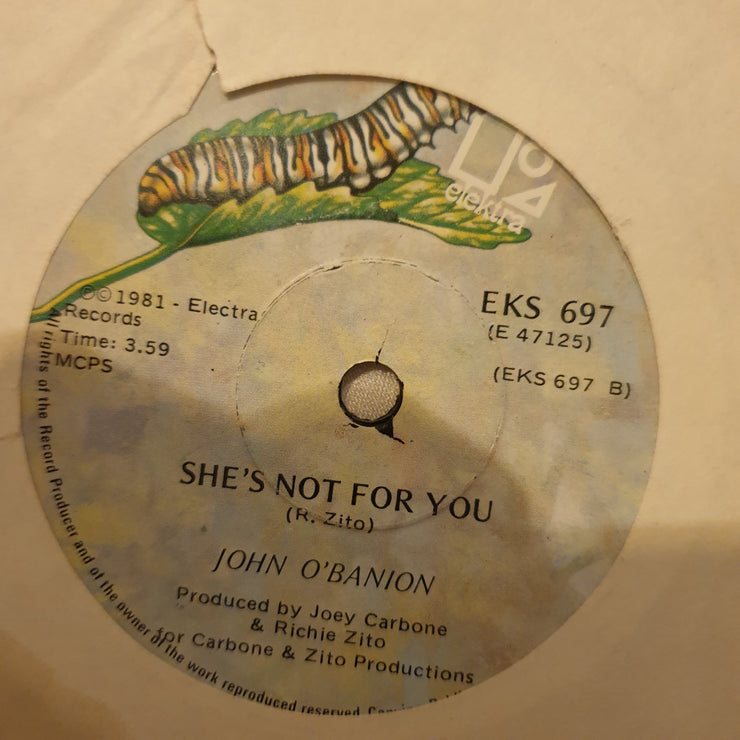 elektra
℗©1981 - Electra
Records
Time: 3.59
MCPS
EKS 697
(E 47125)
(EKS 697 B)
SHE'S NOT FOR YOU
(R. Zito)
JOHN O'BANION
Produced by Joey Carbone
& Richie Zito
for Carbone & Zito Productions
All rights of the Record Producer and of the owner of the work reproduced reserved